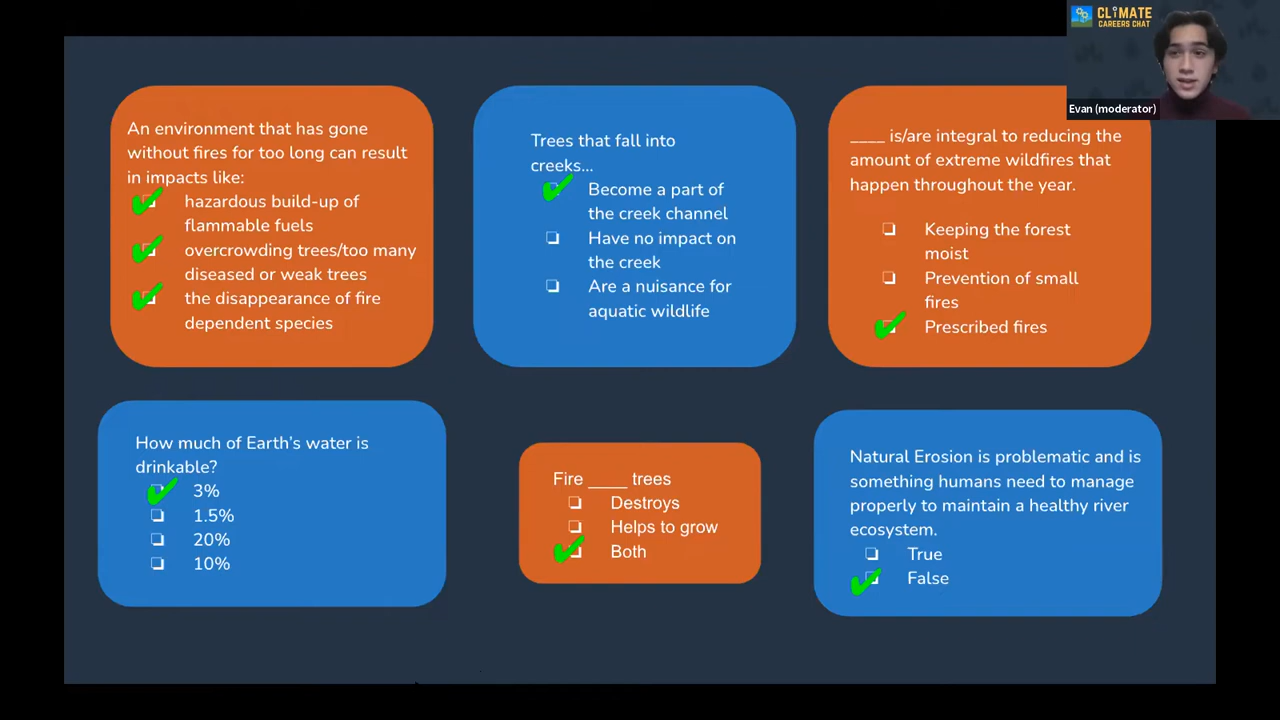 CLiMATE
CAREERS CHAT
Evan (moderator)
An environment that has gone
without fires for too long can result
in impacts like:
hazardous build-up of
flammable fuels
overcrowding trees/too many
diseased or weak trees
the disappearance of fire
dependent species
Trees that fall into
creeks...
Become a part of
the creek channel
Have no impact on
the creek
Are a nuisance for
aquatic wildlife
____ is/are integral to reducing the
amount of extreme wildfires that
happen throughout the year.
Keeping the forest
moist
Prevention of small
fires
Prescribed fires
How much of Earth's water is
drinkable?
3%
1.5%
20%
10%
Fire ____ trees
Destroys
Helps to grow
Both
Natural Erosion is problematic and is
something humans need to manage
properly to maintain a healthy river
ecosystem.
True
False